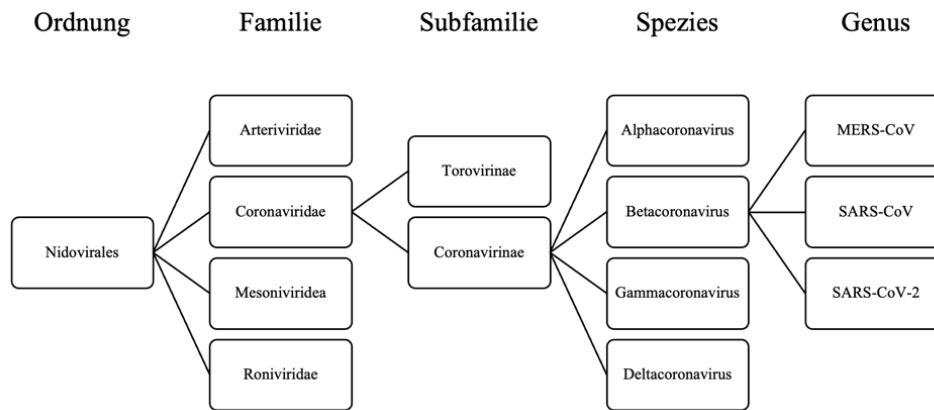 Ordnung Familie Subfamilie Spezies Genus
Arteriviridae Alphacoronavirus MERS-CoV
Torovirinae
Coronaviridae Betacoronavirus SARS-CoV
Nidovirales Coronavirinae
Mesoniviridea Gammacoronavirus SARS-CoV-2
Roniviridae Deltacoronavirus